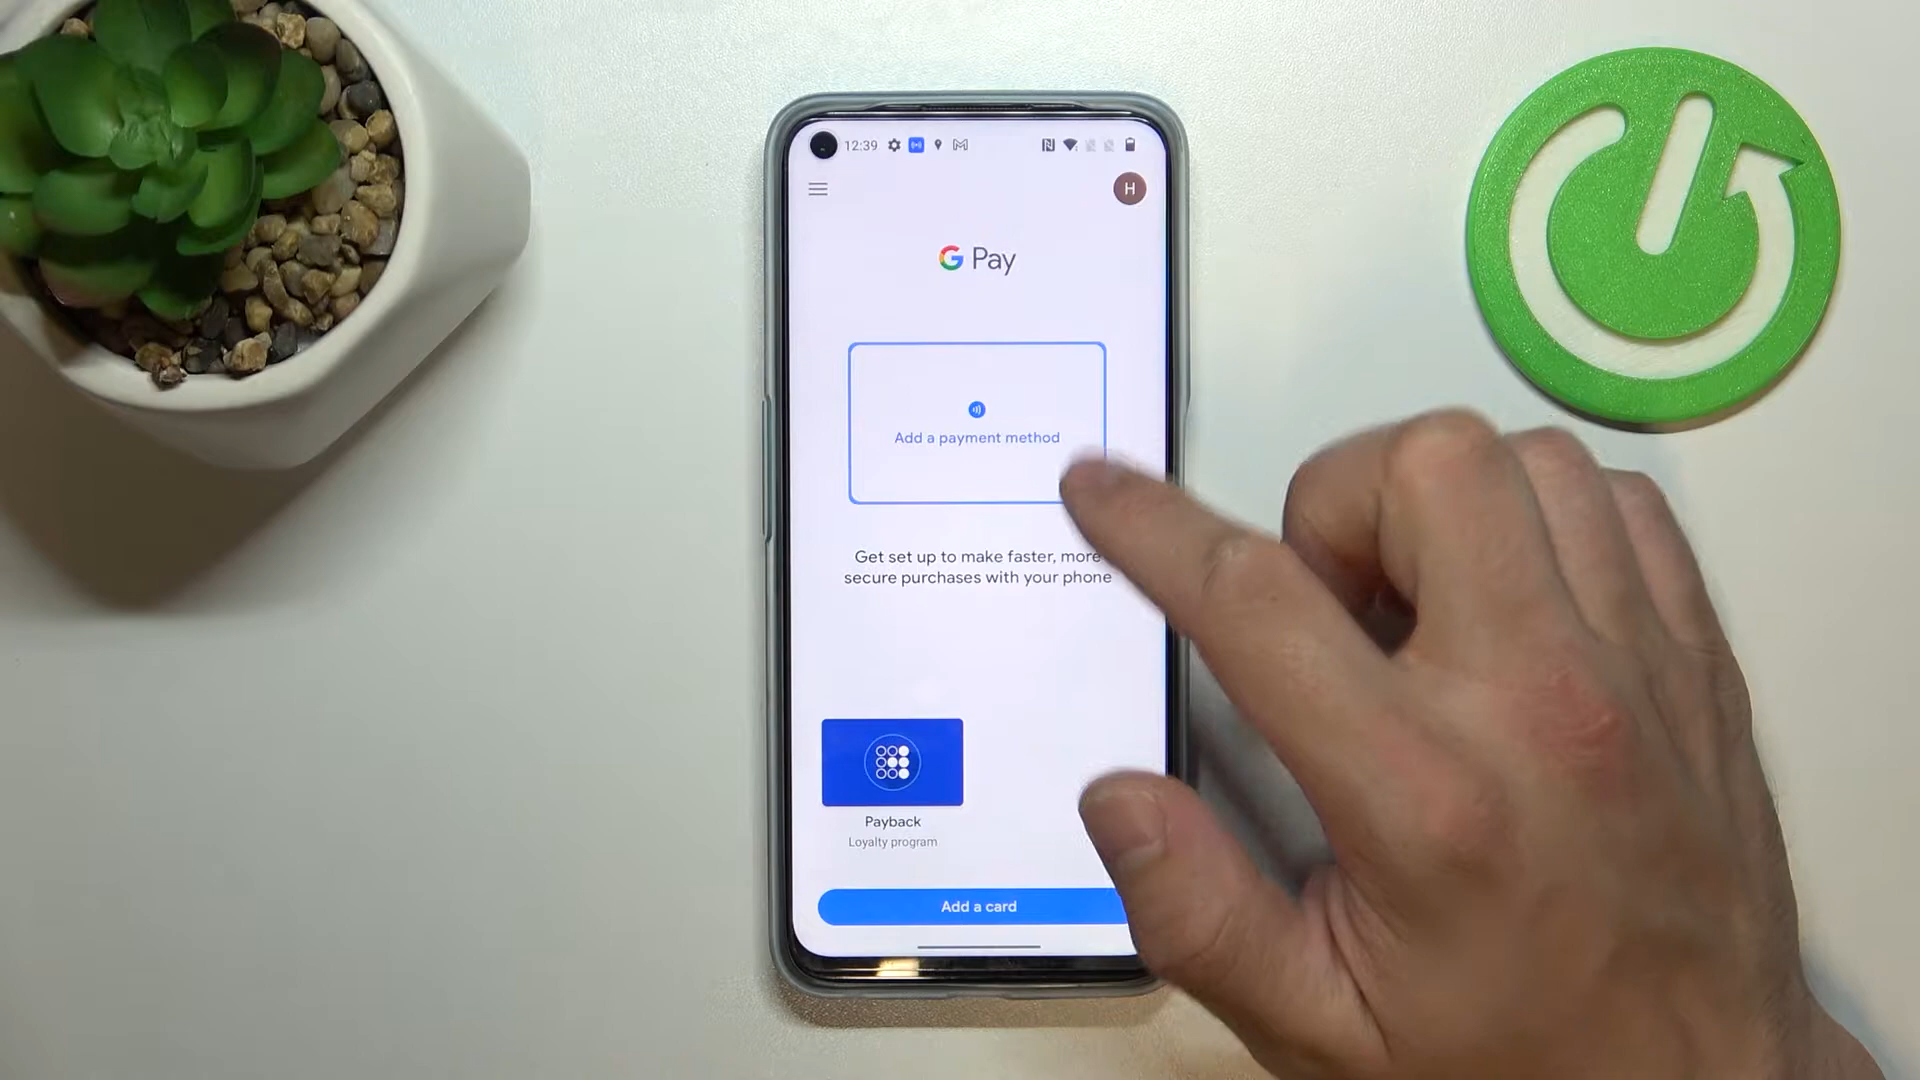 12:39
H
G Pay
Add a payment method
Get set up to make faster, more
secure purchases with your phone
Payback
Loyalty program
Add a card